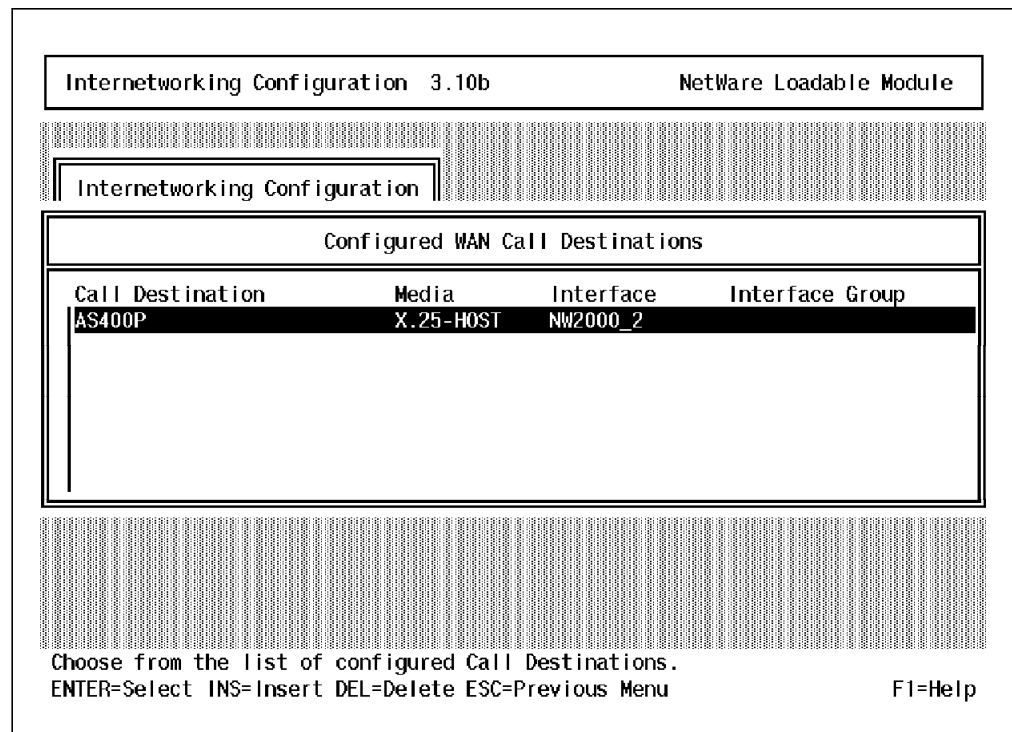 Internetworking Configuration 3.10b NetWare Loadable Module
Internetworking Configuration
Configured WAN Call Destinations
Call Destination Media Interface Interface Group
AS400P X.25-HOST NW2000_2
Choose from the list of configured Call Destinations.
ENTER=Select INS=Insert DEL=Delete ESC=Previous Menu F1=Help